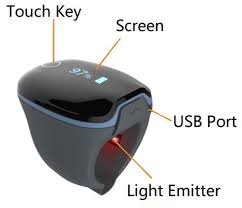 Touch Key
Screen
97%
USB Port
Light Emitter